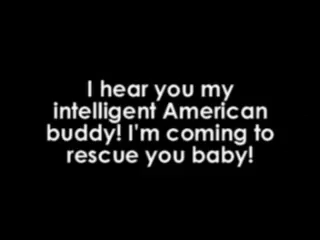 I hear you my
intelligent American
buddy! I'm coming to
rescue you baby!